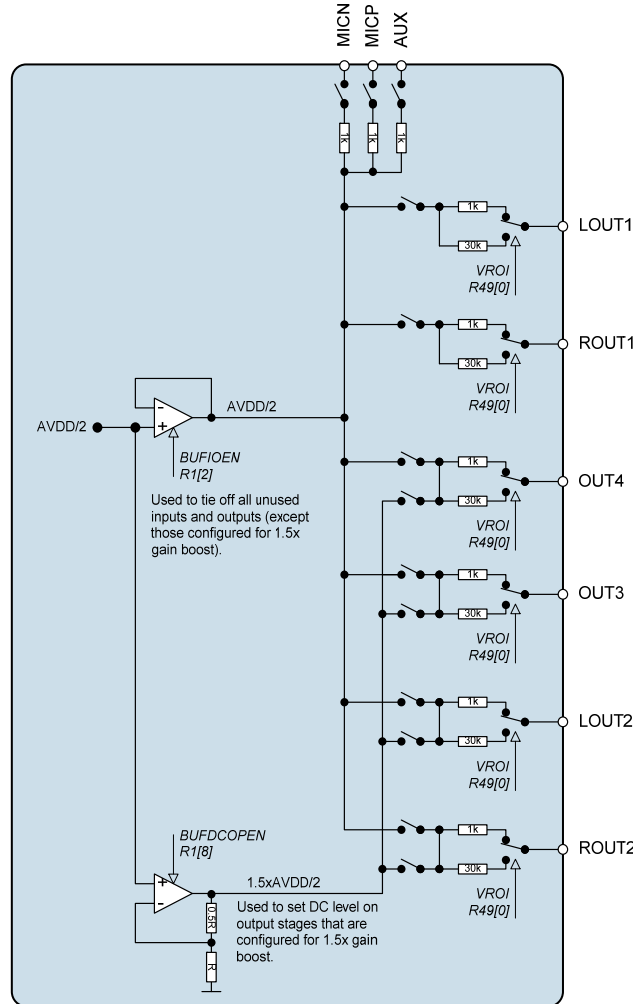 MICN
MICP
AUX
1k
1k
1k
1k
LOUT1
30k
VROI
R49[0]
1k
ROUT1
30k
VROI
R49[0]
AVDD/2
-
+
AVDD/2
BUFIOEN
R1[2]
Used to tie off all unused
inputs and outputs (except
those configured for 1.5x
gain boost).
1k
OUT4
30k
VROI
R49[0]
1k
OUT3
30k
VROI
R49[0]
1k
LOUT2
30k
VROI
R49[0]
1k
ROUT2
30k
VROI
R49[0]
BUFDCOPEN
R1[8]
+
-
1.5xAVDD/2
0.5R
R
Used to set DC level on
output stages that are
configured for 1.5x gain
boost.